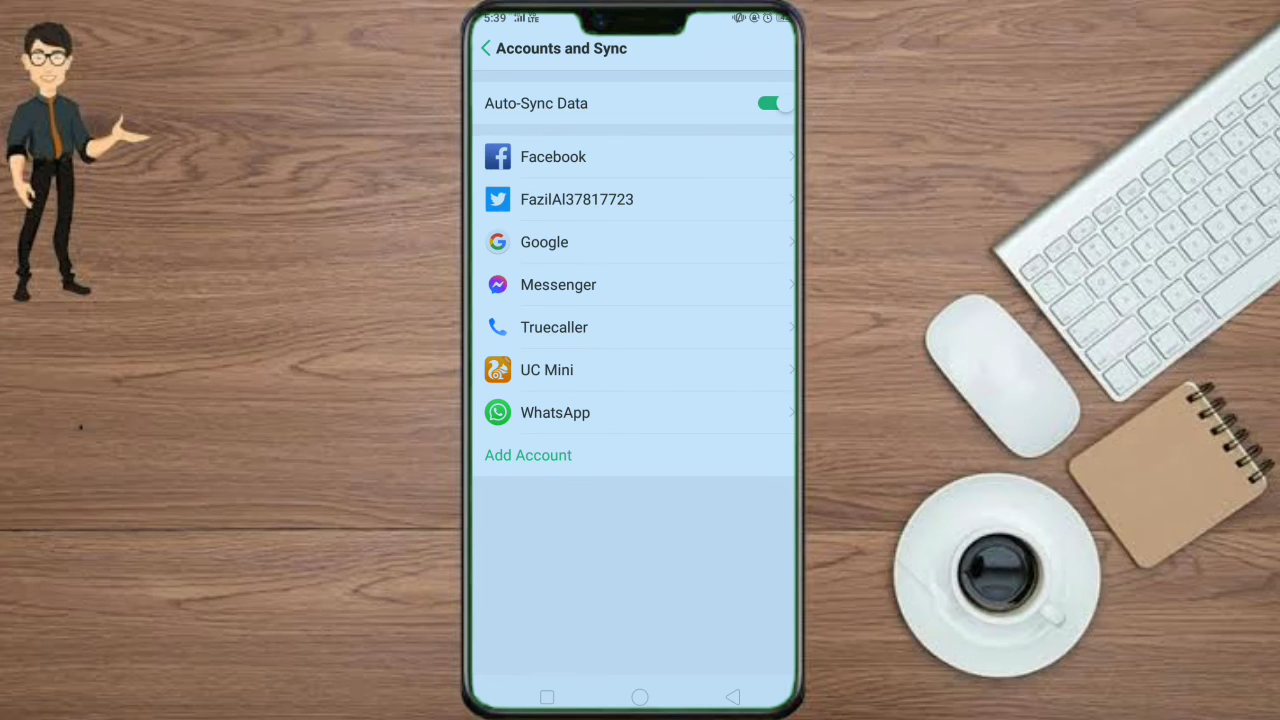 5:39
Accounts and Sync
Auto-Sync Data
Facebook
FazilAl37817723
Google
Messenger
Truecaller
UC Mini
WhatsApp
Add Account